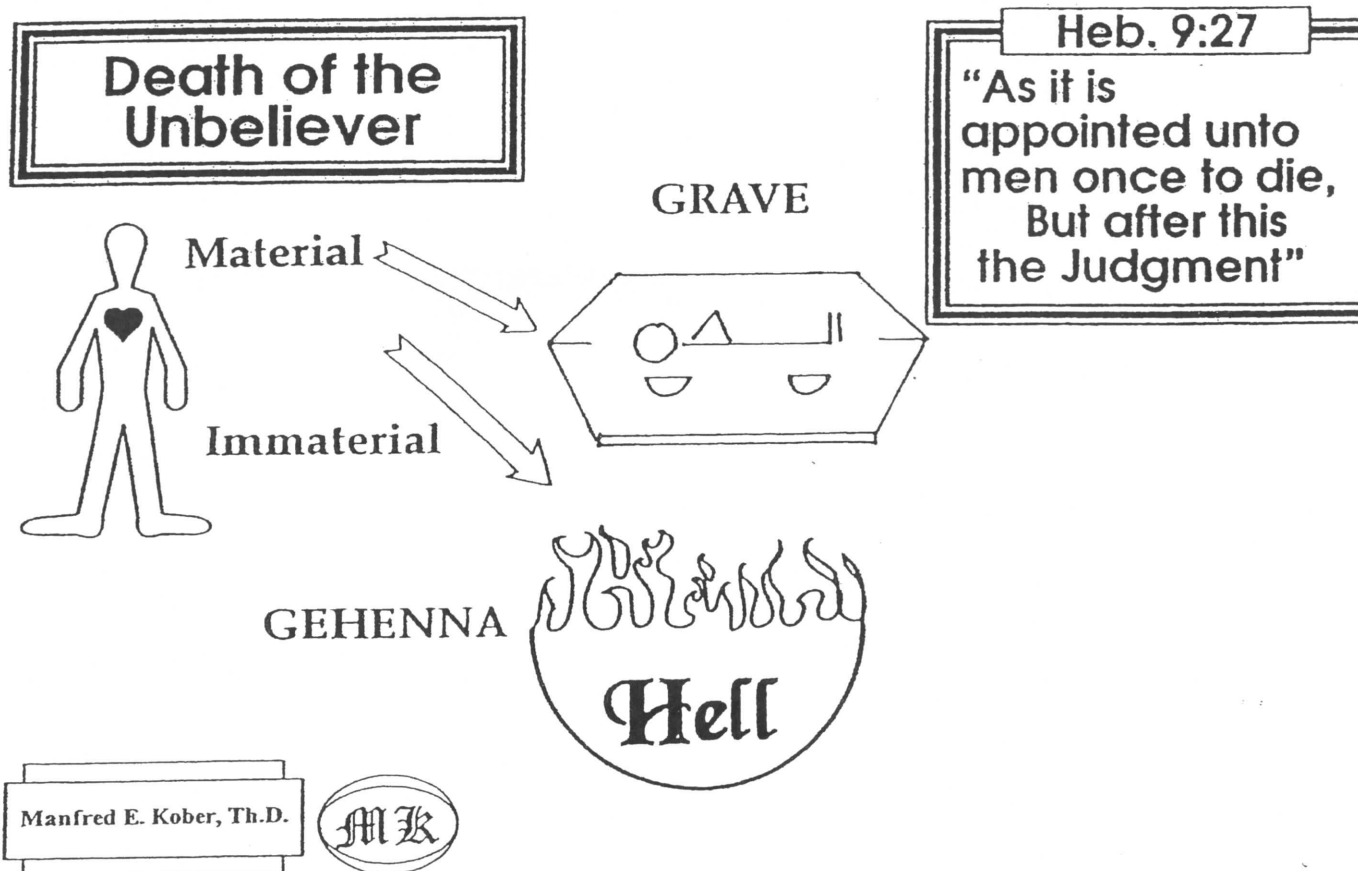 Death of the
Unbeliever
Heb. 9:27
“As it is
appointed unto
men once to die,
But after this
the Judgment”
GRAVE
Material
Immaterial
GEHENNA
Hell
Manfred E. Kober, Th.D.
MK